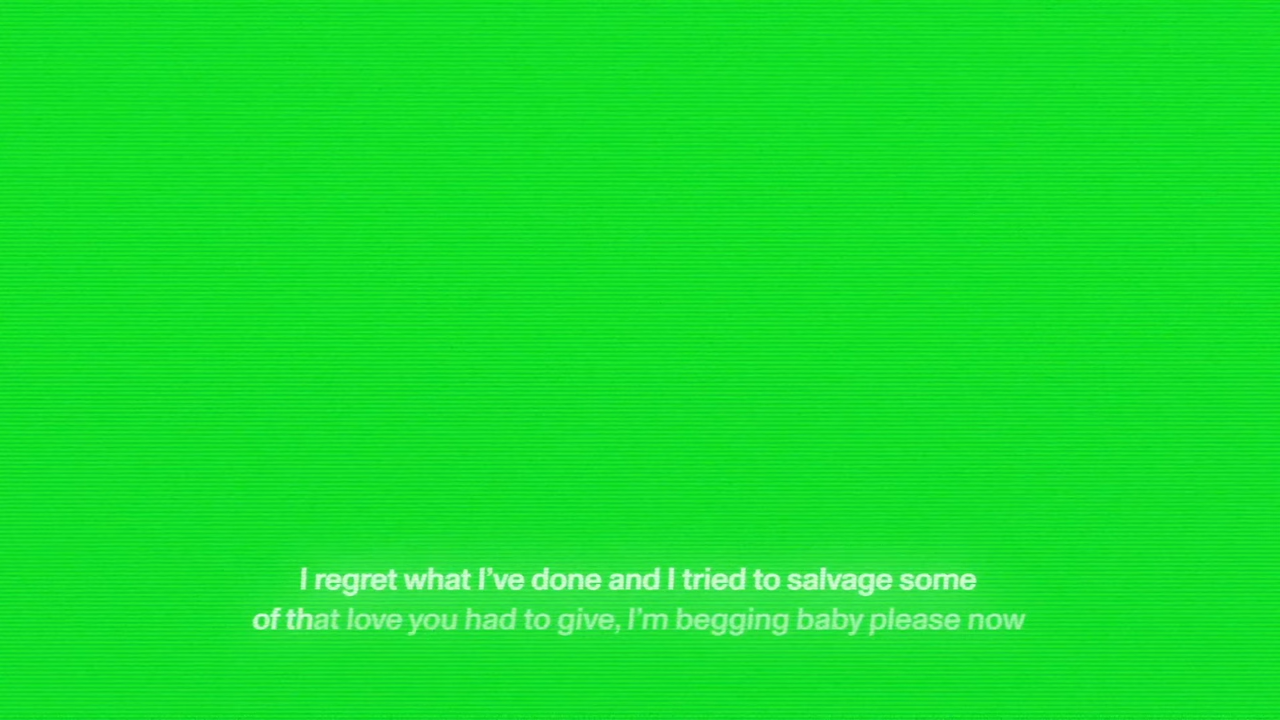 I regret what I’ve done and I tried to salvage some
of that love you had to give, I’m begging baby please now